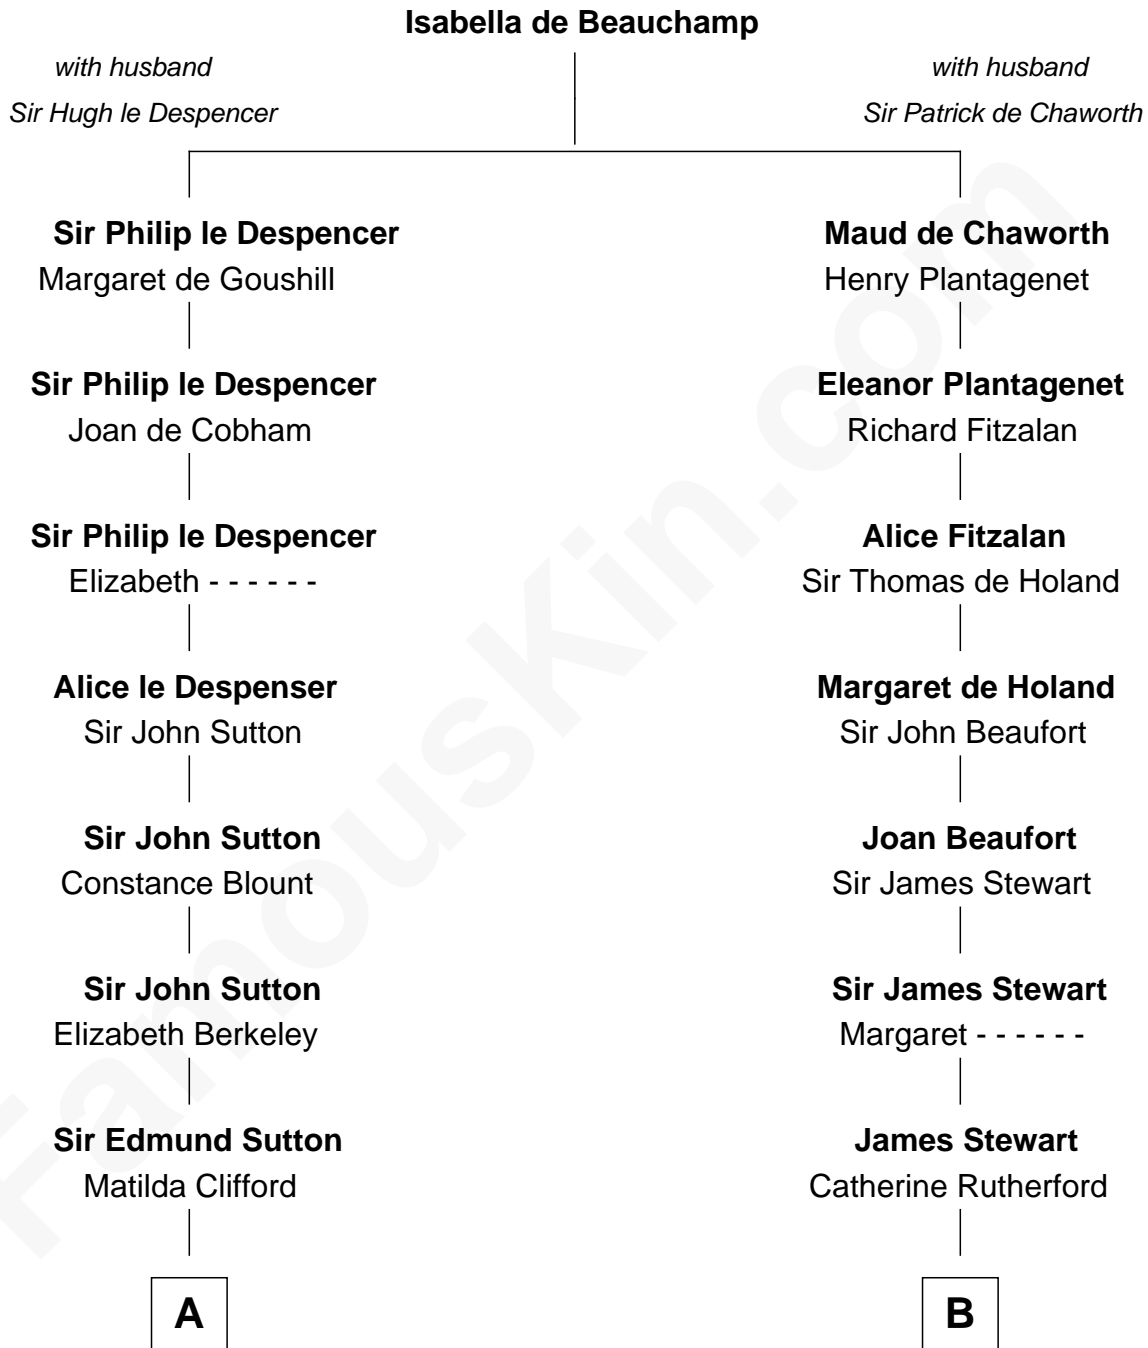 Isabella de Beauchamp
with husband
Sir Hugh le Despencer
with husband
Sir Patrick de Chaworth
Sir Philip le Despencer
Margaret de Goushill
Maud de Chaworth
Henry Plantagenet
Sir Philip le Despencer
Joan de Cobham
Eleanor Plantagenet
Richard Fitzalan
Sir Philip le Despencer
Elizabeth - - - - - -
Alice Fitzalan
Sir Thomas de Holand
Alice le Despenser
Sir John Sutton
Margaret de Holand
Sir John Beaufort
Sir John Sutton
Constance Blount
Joan Beaufort
Sir James Stewart
Sir John Sutton
Elizabeth Berkeley
Sir James Stewart
Margaret - - - - - -
Sir Edmund Sutton
Matilda Clifford
James Stewart
Catherine Rutherford
A
B
FamousKin.com